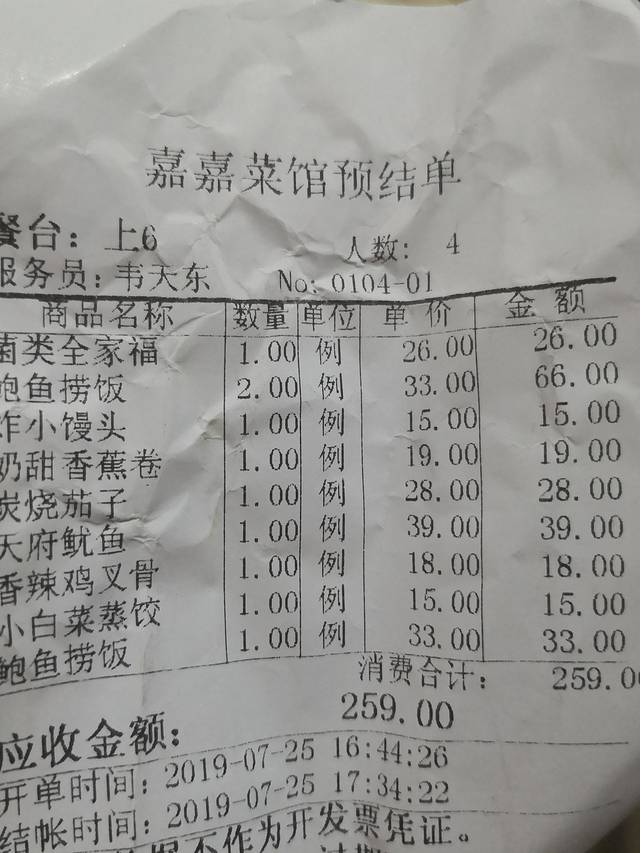 嘉嘉菜馆预结单
餐台: 上6 人数: 4
服务员: 韦天东 No: 0104-01
商品名称 数量 单位 单价 金额
菌类全家福 1.00 例 26.00 26.00
鲍鱼捞饭 2.00 例 33.00 66.00
炸小馒头 1.00 例 15.00 15.00
奶甜香蕉卷 1.00 例 19.00 19.00
炭烧茄子 1.00 例 28.00 28.00
天府鱿鱼 1.00 例 39.00 39.00
香辣鸡叉骨 1.00 例 18.00 18.00
小白菜蒸饺 1.00 例 15.00 15.00
鲍鱼捞饭 1.00 例 33.00 33.00
消费合计: 259.0
应收金额: 259.00
开单时间: 2019-07-25 16:44:26
结帐时间: 2019-07-25 17:34:22
不作为开发票凭证。